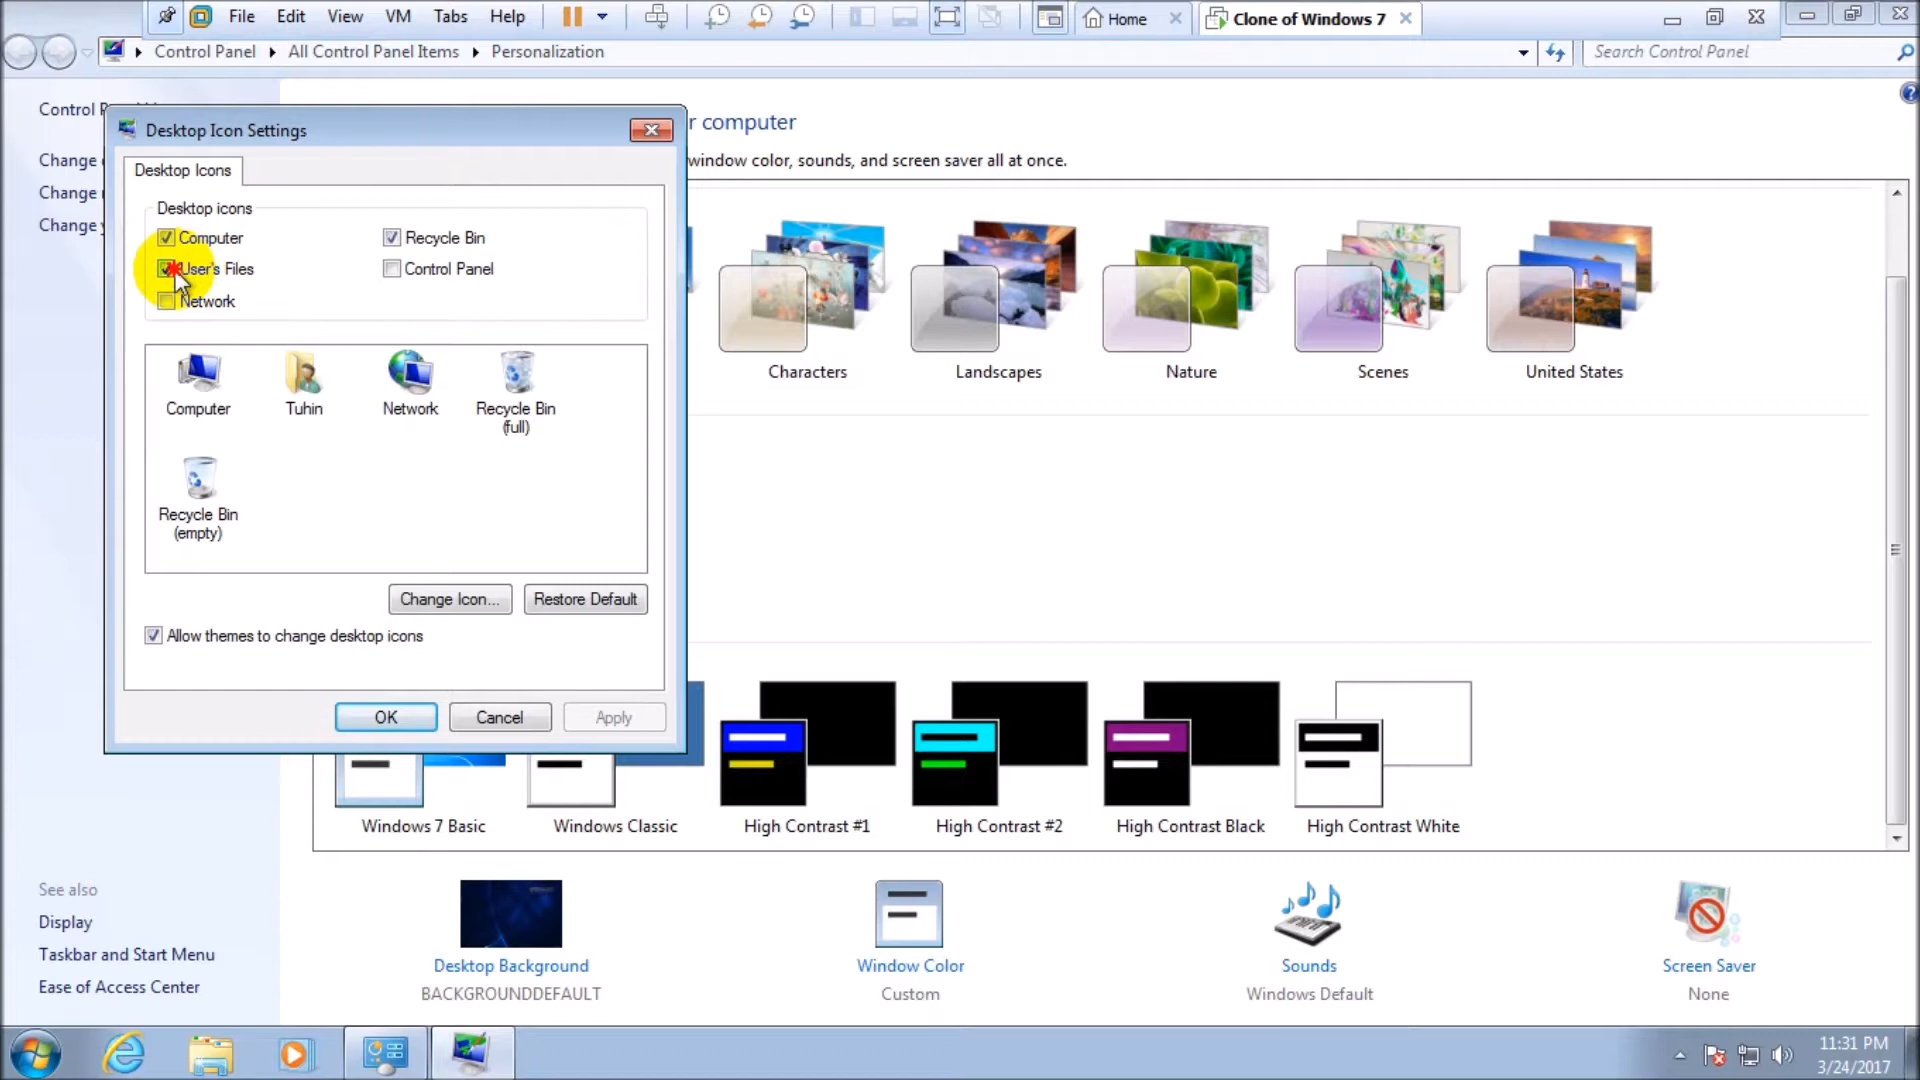 File Edit View VM Tabs Help Home Clone of Windows 7
Control Panel All Control Panel Items Personalization Search Control Panel
Control P
Change
Change
Change y
Desktop Icon Settings
r computer
window color, sounds, and screen saver all at once.
Desktop Icons
Desktop icons
Computer Recycle Bin
User's Files Control Panel
Network
Computer Tuhin Network Recycle Bin
(full)
Recycle Bin
(empty)
Change Icon... Restore Default
Allow themes to change desktop icons
OK Cancel Apply
Characters Landscapes Nature Scenes United States
Windows 7 Basic Windows Classic High Contrast #1 High Contrast #2 High Contrast Black High Contrast White
See also
Display
Taskbar and Start Menu
Ease of Access Center
Desktop Background Window Color Sounds Screen Saver
BACKGROUNDDEFAULT Custom Windows Default None
11:31 PM
3/24/2017